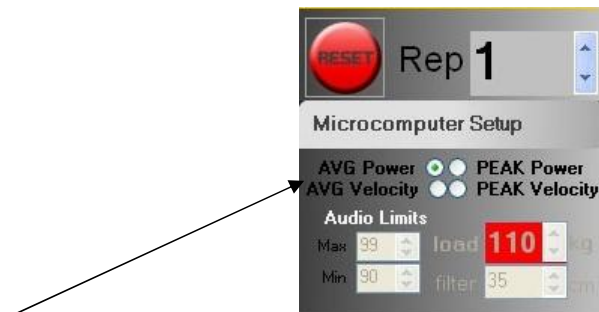 RESET Rep 1
Microcomputer Setup
AVG Power PEAK Power
AVG Velocity PEAK Velocity
Audio Limits
Max 99 load 110 kg
Min 90 filter 35 cm